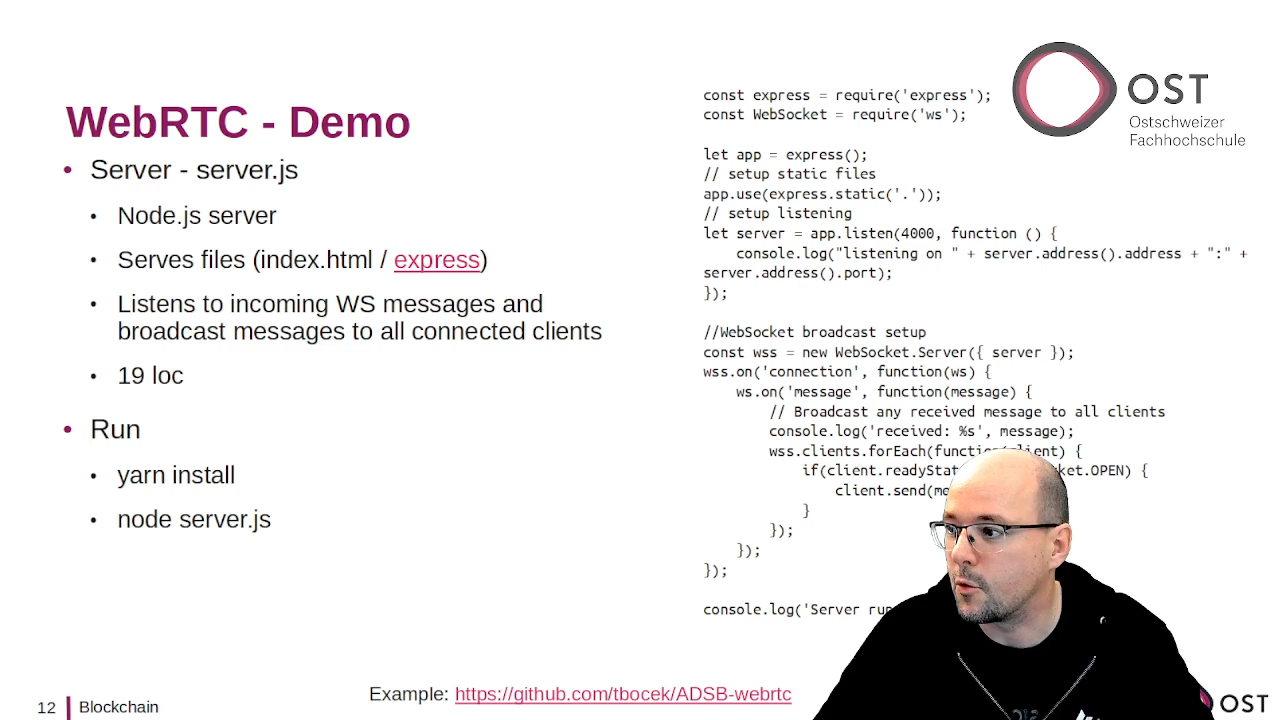 WebRTC - Demo
Server - server.js
Node.js server
Serves files (index.html / express)
Listens to incoming WS messages and
broadcast messages to all connected clients
19 loc
Run
yarn install
node server.js
const express = require('express');
const WebSocket = require('ws');
let app = express();
// setup static files
app.use(express.static('.'));
// setup listening
let server = app.listen(4000, function () {
console.log("listening on " + server.address().address + ":" +
server.address().port);
});
//WebSocket broadcast setup
const wss = new WebSocket.Server({ server });
wss.on('connection', function(ws) {
ws.on('message', function(message) {
// Broadcast any received message to all clients
console.log('received: %s', message);
wss.clients.forEach(function(client) {
if(client.readyStat ket.OPEN) {
client.send(me
}
});
});
});
console.log('Server ru
OST
Ostschweizer
Fachhochschule
Example: https://github.com/tbocek/ADSB-webrtc
12 Blockchain
OST